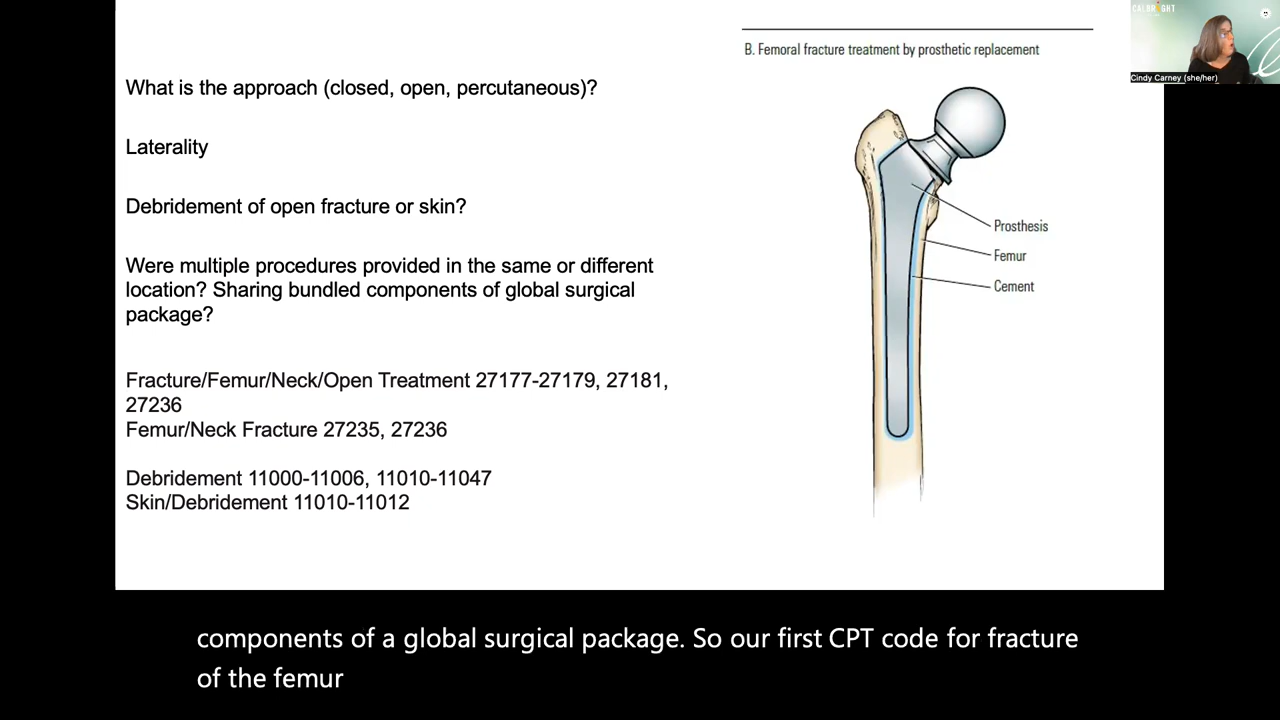 What is the approach (closed, open, percutaneous)?
Laterality
Debridement of open fracture or skin?
Were multiple procedures provided in the same or different
location? Sharing bundled components of global surgical
package?
Fracture/Femur/Neck/Open Treatment 27177-27179, 27181,
27236
Femur/Neck Fracture 27235, 27236
Debridement 11000-11006, 11010-11047
Skin/Debridement 11010-11012
B. Femoral fracture treatment by prosthetic replacement
Prosthesis
Femur
Cement
CALBRIGHT
Cindy Carney (she/her)
components of a global surgical package. So our first CPT code for fracture
of the femur